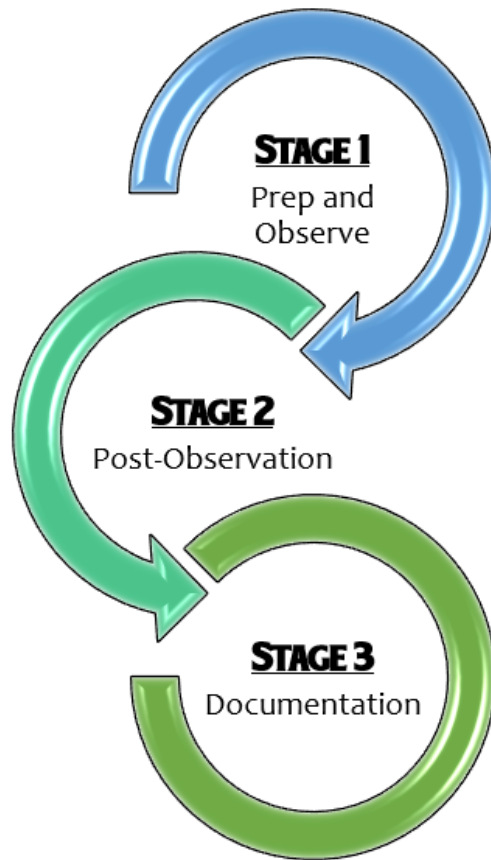 STAGE 1
Prep and
Observe
STAGE 2
Post-Observation
STAGE 3
Documentation